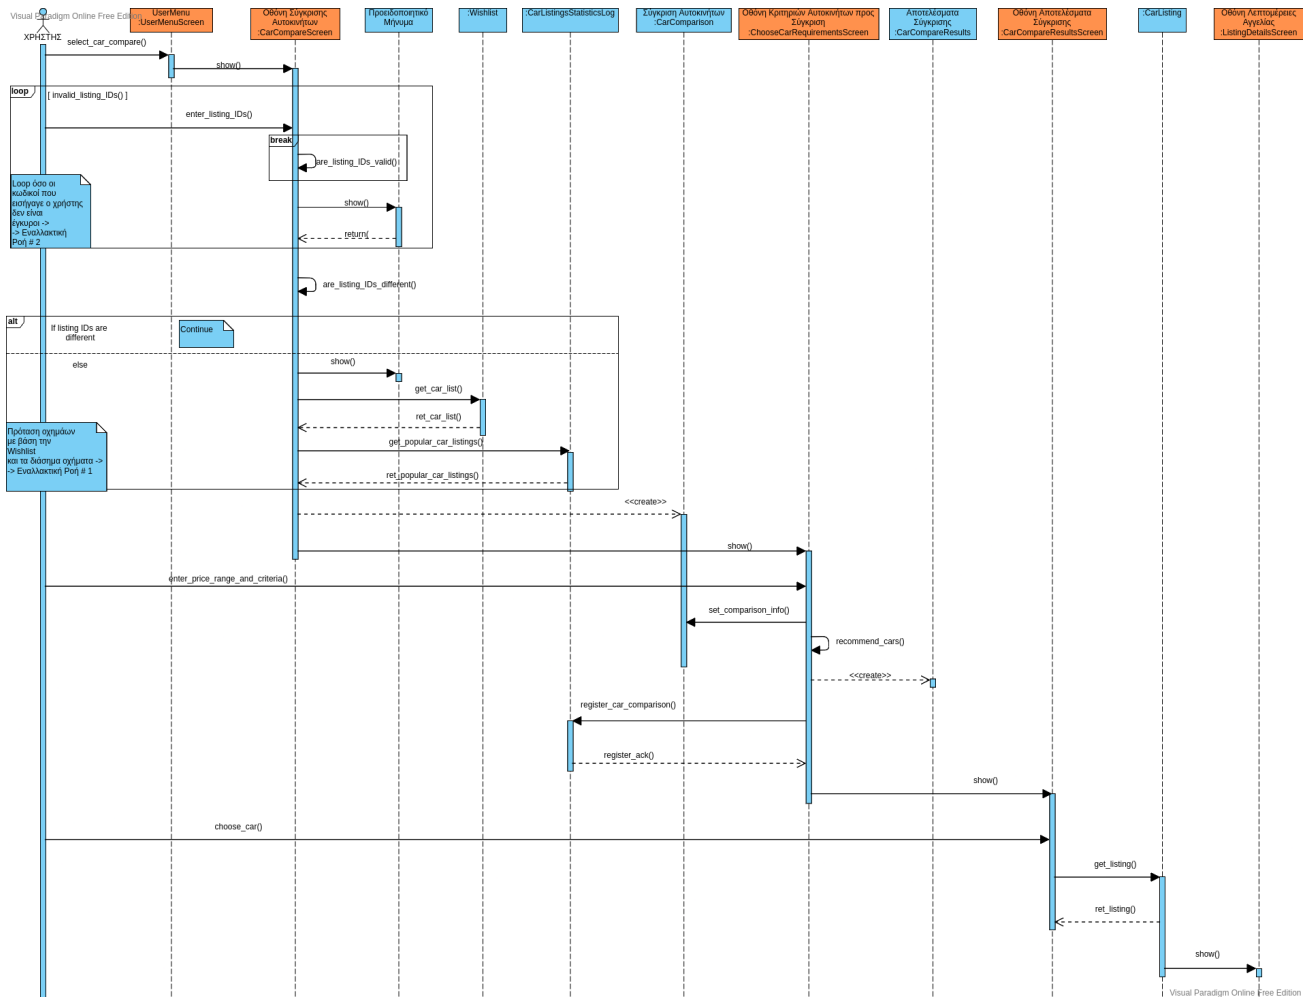 Visual Paradigm Online Free Edition
ΧΡΗΣΤΗΣ
UserMenu
:UserMenuScreen
Οθόνη Σύγκρισης
Αυτοκινήτων
:CarCompareScreen
Προειδοποιητικό
Μήνυμα
:Wishlist
:CarListingsStatisticsLog
Σύγκριση Αυτοκινήτων
:CarComparison
Οθόνη Κριτηριων Αυτοκινήτων προς
Σύγκριση
:ChooseCarRequirementsScreen
Αποτελέσματα
Σύγκρισης
:CarCompareResults
Οθόνη Αποτελέσματα
Σύγκρισης
:CarCompareResultsScreen
:CarListing
Οθόνη Λεπτομέρειες
Αγγελίας
:ListingDetailsScreen
select_car_compare()
show()
loop
[ invalid_listing_IDs() ]
enter_listing_IDs()
break
are_listing_IDs_valid()
Loop όσο οι
κωδικοί που
εισήγαγε ο χρήστης
δεν είναι
έγκυροι ->
-> Εναλλακτική
Ροή # 2
show()
return(
are_listing_IDs_different()
alt
If listing IDs are
different
Continue
else
show()
get_car_list()
ret_car_list()
Πρόταση οχημάων
με βάση την
Wishlist
και τα διάσημα οχήματα ->
-> Εναλλακτική Ροή # 1
get_popular_car_listings()
ret_popular_car_listings()
<<create>>
show()
enter_price_range_and_criteria()
set_comparison_info()
recommend_cars()
<<create>>
register_car_comparison()
register_ack()
show()
choose_car()
get_listing()
ret_listing()
show()
Visual Paradigm Online Free Edition